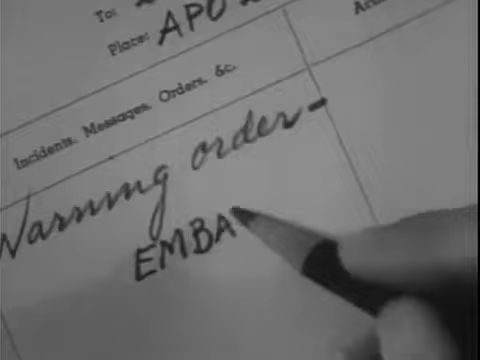 To:
Place: APO
Incidents, Messages, Orders, &c.
Warning order-
EMBA